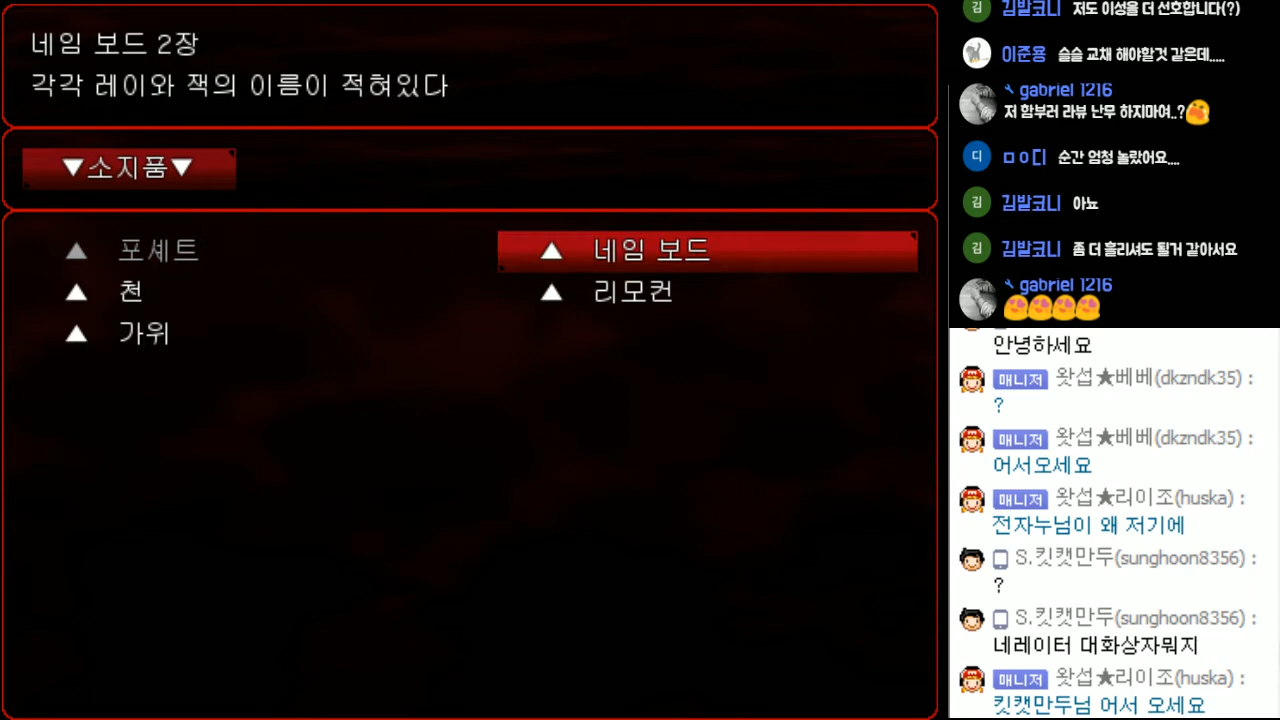 네임 보드 2장
각각 레이와 잭의 이름이 적혀있다
▼소지품▼
▲ 포셰트
▲ 네임 보드
▲ 천
▲ 리모컨
▲ 가위
김 김발코니 저도 이성을 더 선호합니다(?)
이준용 슬슬 교채 해야할것 같은데.....
gabriel 1216
저 함부러 라뷰 난무 하지마여..?
디 ㅁㅇ디 순간 엄청 놀랐어요....
김 김발코니 아뇨
김 김발코니 좀 더 흘리셔도 될거 같아서요
gabriel 1216
안녕하세요
매니저 왓섭★베베(dkzndk35) :
?
매니저 왓섭★베베(dkzndk35) :
어서오세요
매니저 왓섭★리이조(huska) :
전자누님이 왜 저기에
S.킷캣만두(sunghoon8356) :
?
S.킷캣만두(sunghoon8356) :
네레이터 대화상자뭐지
매니저 왓섭★리이조(huska) :
킷캣만두님 어서 오세요